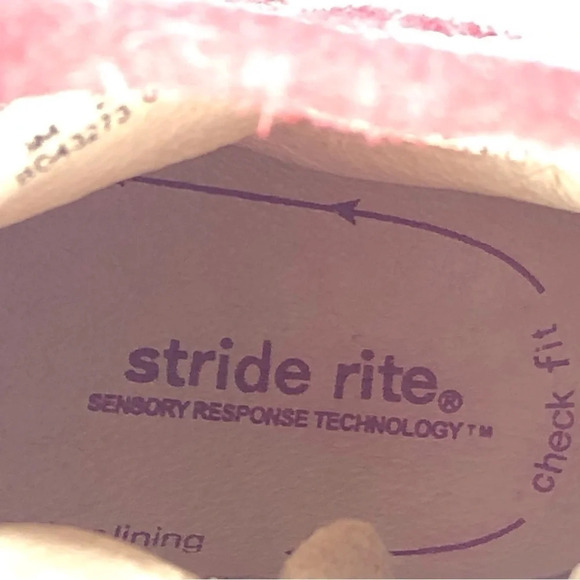 stride rite®
SENSORY RESPONSE TECHNOLOGY™
check fit
lining